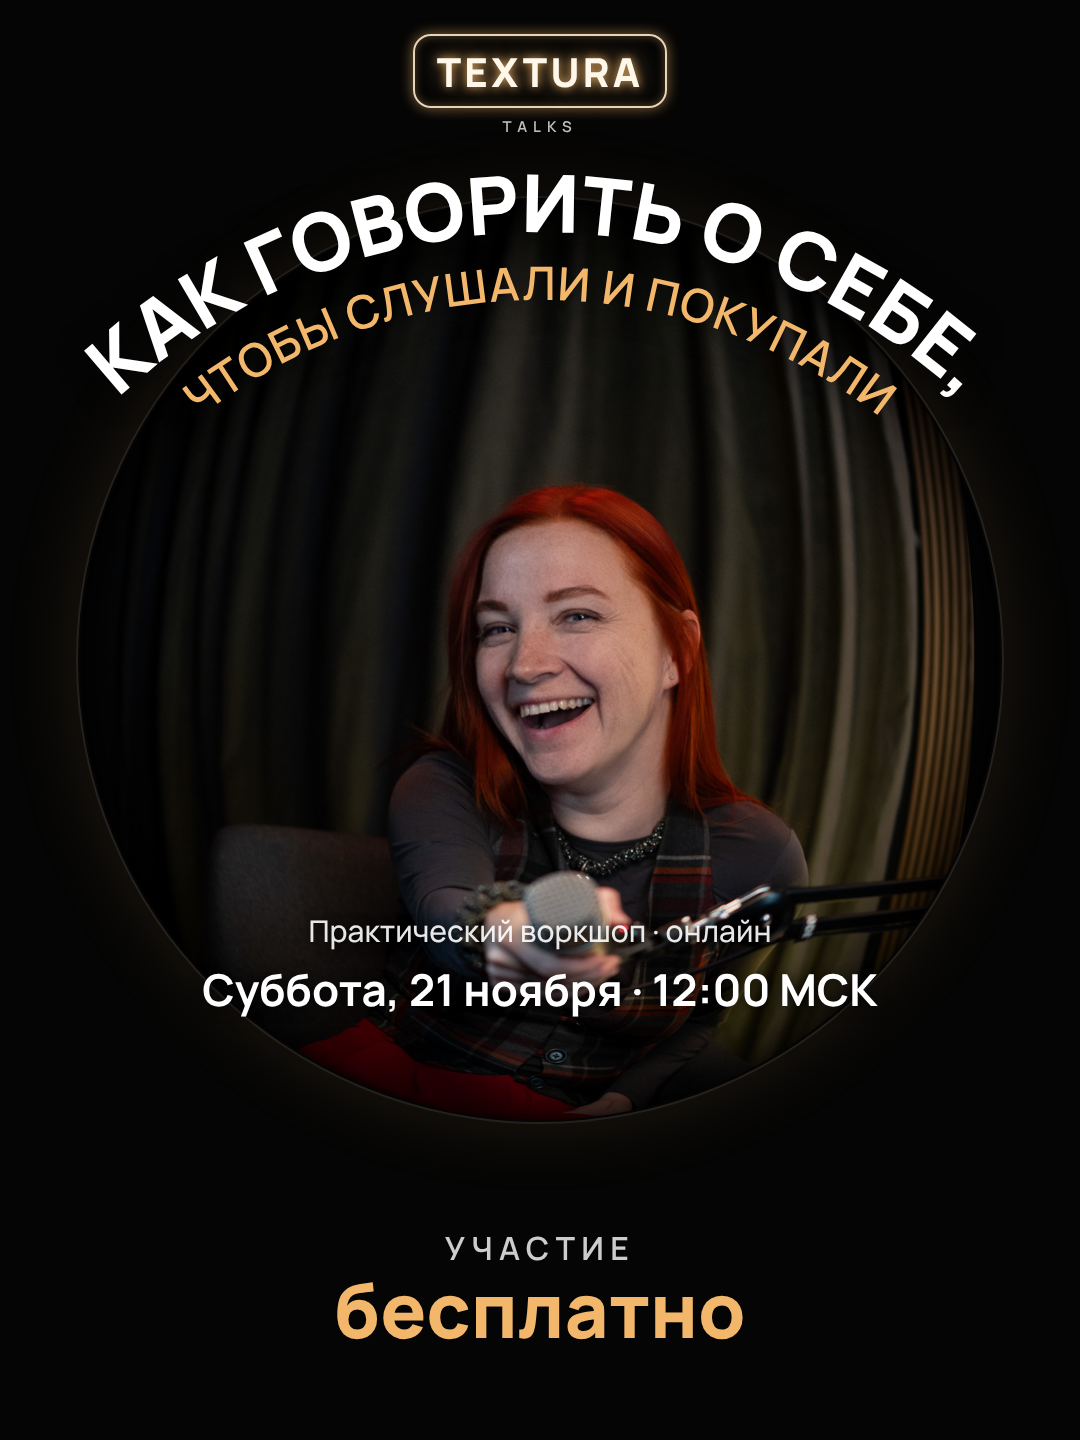 TEXTURA
TALKS
КАК ГОВОРИТЬ О СЕБЕ,
ЧТОБЫ СЛУШАЛИ И ПОКУПАЛИ
Практический воркшоп · онлайн
Суббота, 21 ноября · 12:00 МСК
УЧАСТИЕ
бесплатно